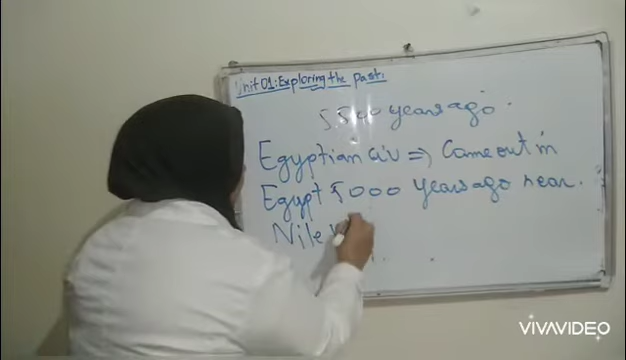 Unit 01: Exploring the past:
5500 years ago.
Egyptian civ => Came out in
Egypt 5000 years ago near.
Nile
VIVAVIDEO